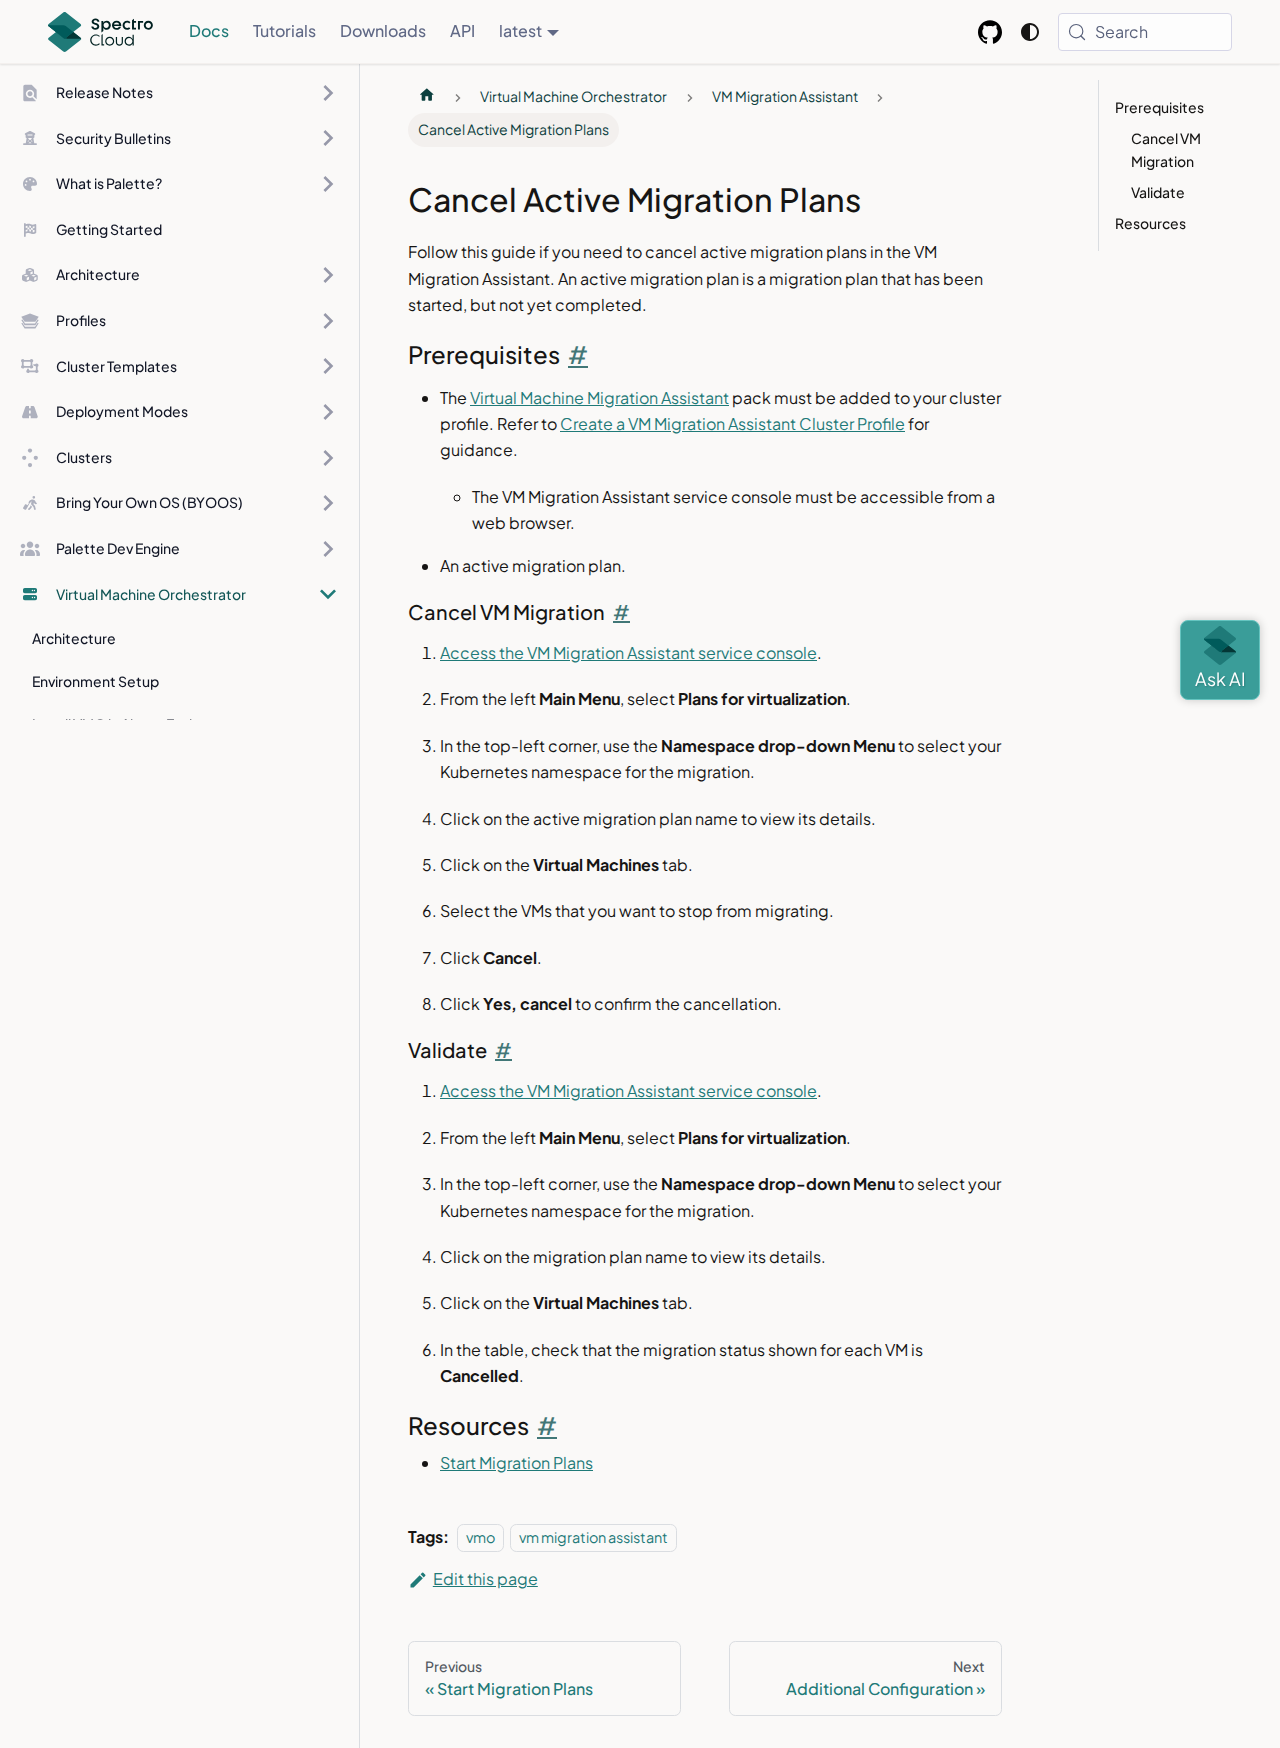 Spectro
Cloud
Docs
Tutorials
Downloads
API
latest
Search
Release Notes
Security Bulletins
What is Palette?
Getting Started
Architecture
Profiles
Cluster Templates
Deployment Modes
Clusters
Bring Your Own OS (BYOOS)
Palette Dev Engine
Virtual Machine Orchestrator
Architecture
Environment Setup
Virtual Machine Orchestrator
VM Migration Assistant
Cancel Active Migration Plans
Cancel Active Migration Plans
Follow this guide if you need to cancel active migration plans in the VM
Migration Assistant. An active migration plan is a migration plan that has been
started, but not yet completed.
Prerequisites #
The Virtual Machine Migration Assistant pack must be added to your cluster
profile. Refer to Create a VM Migration Assistant Cluster Profile for
guidance.
The VM Migration Assistant service console must be accessible from a
web browser.
An active migration plan.
Cancel VM Migration #
1. Access the VM Migration Assistant service console.
2. From the left Main Menu, select Plans for virtualization.
3. In the top-left corner, use the Namespace drop-down Menu to select your
Kubernetes namespace for the migration.
4. Click on the active migration plan name to view its details.
5. Click on the Virtual Machines tab.
6. Select the VMs that you want to stop from migrating.
7. Click Cancel.
8. Click Yes, cancel to confirm the cancellation.
Validate #
1. Access the VM Migration Assistant service console.
2. From the left Main Menu, select Plans for virtualization.
3. In the top-left corner, use the Namespace drop-down Menu to select your
Kubernetes namespace for the migration.
4. Click on the migration plan name to view its details.
5. Click on the Virtual Machines tab.
6. In the table, check that the migration status shown for each VM is
Cancelled.
Resources #
Start Migration Plans
Tags: vmo vm migration assistant
Edit this page
Previous
« Start Migration Plans
Next
Additional Configuration »
Prerequisites
Cancel VM
Migration
Validate
Resources
Ask AI